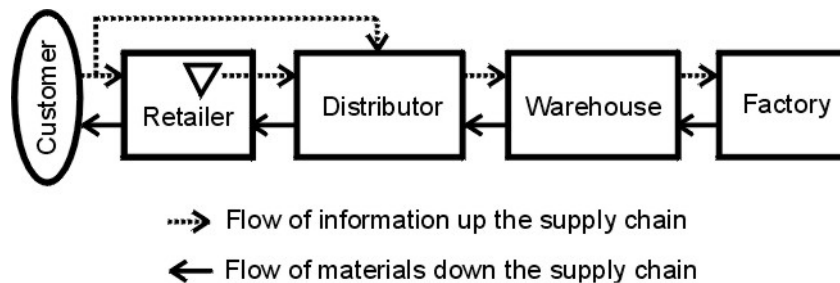 Customer
Retailer
Distributor
Warehouse
Factory
Flow of information up the supply chain
Flow of materials down the supply chain